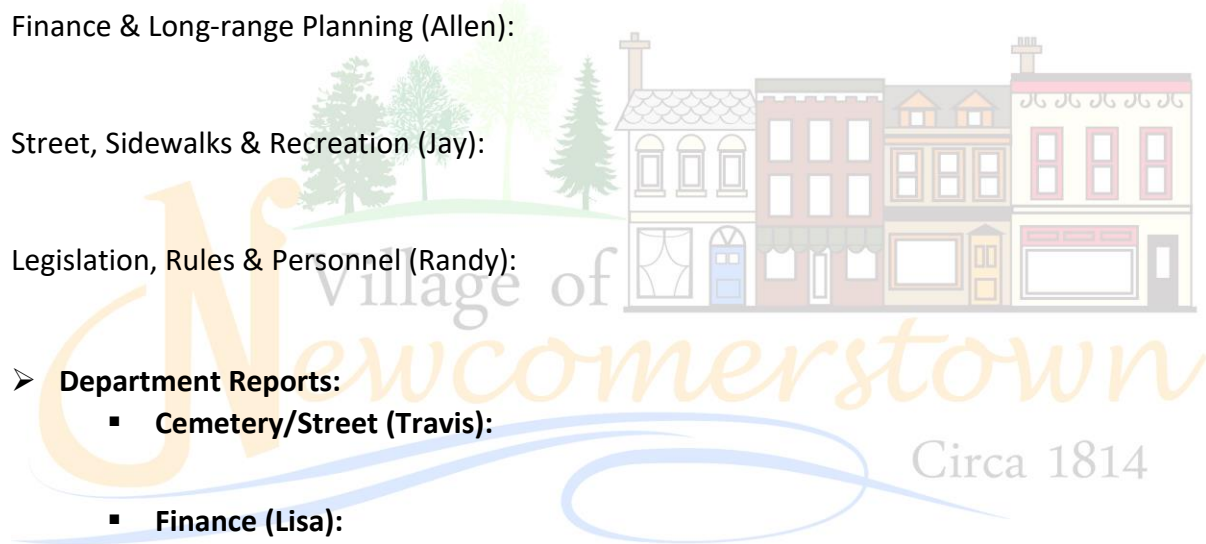 Finance & Long-range Planning (Allen):
Street, Sidewalks & Recreation (Jay):
Legislation, Rules & Personnel (Randy):
Village of
Newcomerstown
➢ Department Reports:
▪ Cemetery/Street (Travis):
Circa 1814
▪ Finance (Lisa):